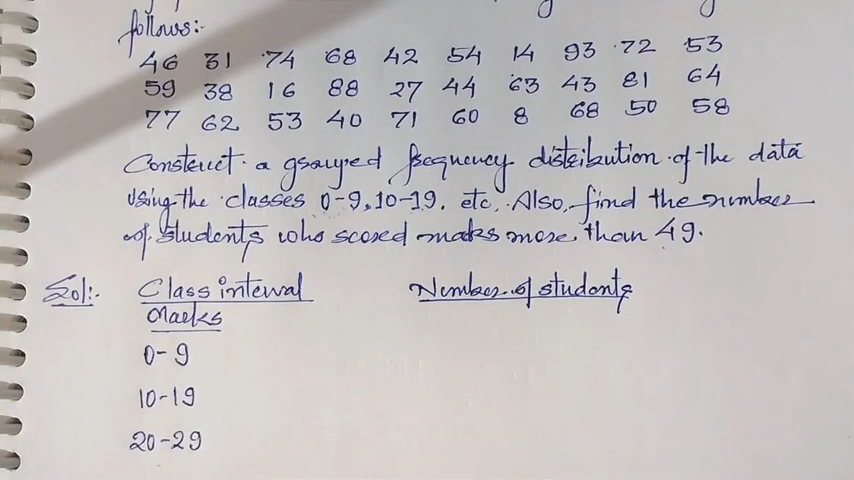 follows:-
46 31 74 68 42 54 14 93 72 53
59 38 16 88 27 44 63 43 81 64
77 62 53 40 71 60 8 68 50 58
Construct a grouped frequency distribution of the data
using the classes 0-9, 10-19. etc. Also, find the number
of students who scored maks more than 49.
Sol:- Class interval Number of students
Marks
0-9
10-19
20-29